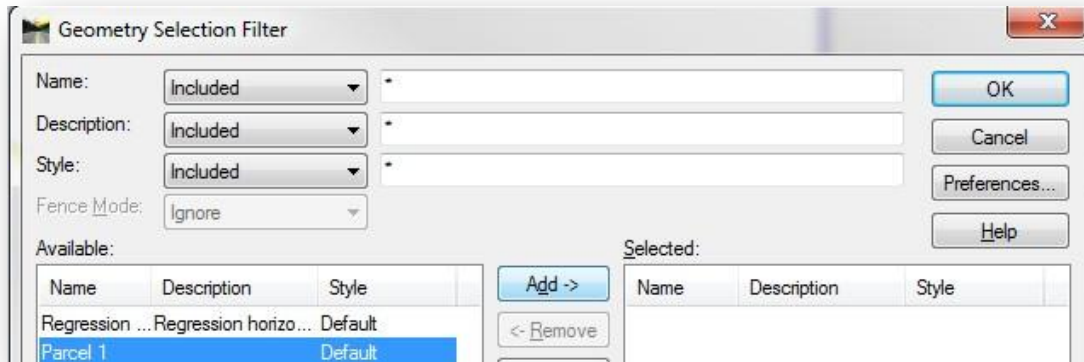 Geometry Selection Filter
Name: Included *
Description: Included *
Style: Included *
Fence Mode: Ignore
OK
Cancel
Preferences...
Help
Available:
Selected:
Name Description Style
Regression ... Regression horizo... Default
Parcel 1 Default
Add ->
<- Remove
Name Description Style